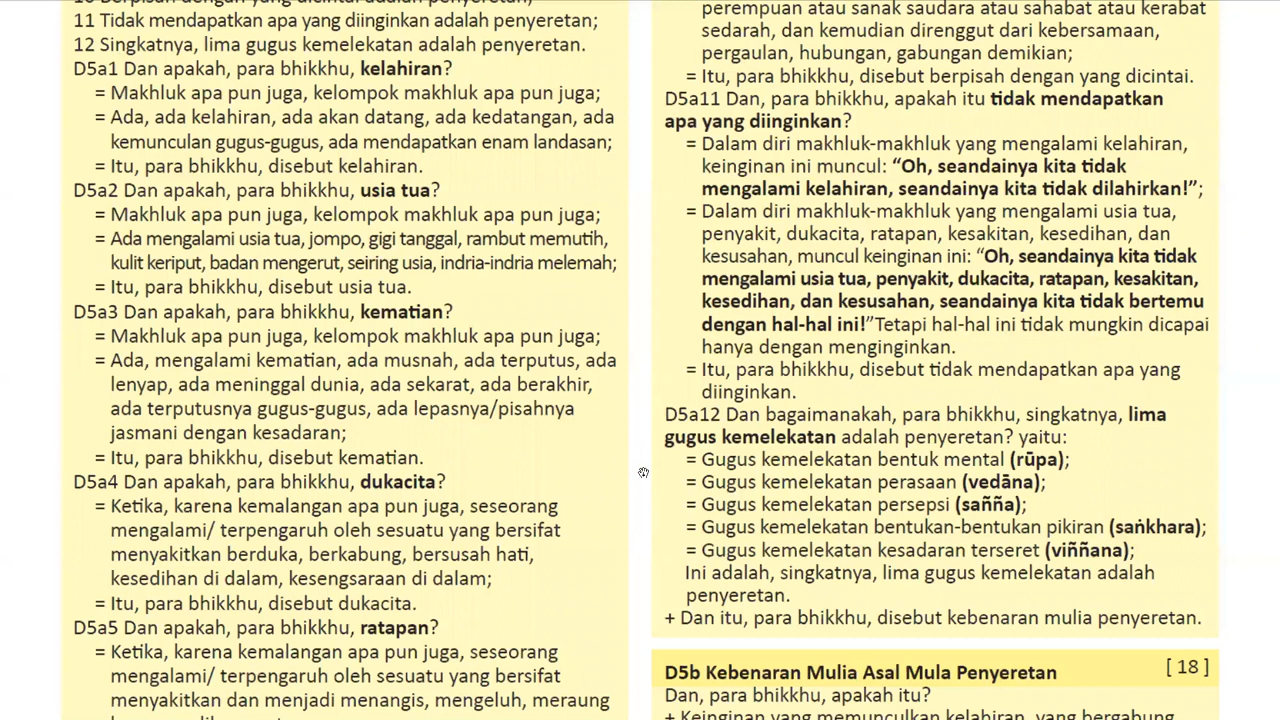 11 Tidak mendapatkan apa yang diinginkan adalah penyeretan;
12 Singkatnya, lima gugus kemelekatan adalah penyeretan.
D5a1 Dan apakah, para bhikkhu, kelahiran?
= Makhluk apa pun juga, kelompok makhluk apa pun juga;
= Ada, ada kelahiran, ada akan datang, ada kedatangan, ada
kemunculan gugus-gugus, ada mendapatkan enam landasan;
= Itu, para bhikkhu, disebut kelahiran.
D5a2 Dan apakah, para bhikkhu, usia tua?
= Makhluk apa pun juga, kelompok makhluk apa pun juga;
= Ada mengalami usia tua, jompo, gigi tanggal, rambut memutih,
kulit keriput, badan mengerut, seiring usia, indria-indria melemah;
= Itu, para bhikkhu, disebut usia tua.
D5a3 Dan apakah, para bhikkhu, kematian?
= Makhluk apa pun juga, kelompok makhluk apa pun juga;
= Ada, mengalami kematian, ada musnah, ada terputus, ada
lenyap, ada meninggal dunia, ada sekarat, ada berakhir,
ada terputusnya gugus-gugus, ada lepasnya/pisahnya
jasmani dengan kesadaran;
= Itu, para bhikkhu, disebut kematian.
D5a4 Dan apakah, para bhikkhu, dukacita?
= Ketika, karena kemalangan apa pun juga, seseorang
mengalami/ terpengaruh oleh sesuatu yang bersifat
menyakitkan berduka, berkabung, bersusah hati,
kesedihan di dalam, kesengsaraan di dalam;
= Itu, para bhikkhu, disebut dukacita.
D5a5 Dan apakah, para bhikkhu, ratapan?
= Ketika, karena kemalangan apa pun juga, seseorang
mengalami/ terpengaruh oleh sesuatu yang bersifat
menyakitkan dan menjadi menangis, mengeluh, meraung
perempuan atau sanak saudara atau sahabat atau kerabat
sedarah, dan kemudian direnggut dari kebersamaan,
pergaulan, hubungan, gabungan demikian;
= Itu, para bhikkhu, disebut berpisah dengan yang dicintai.
D5a11 Dan, para bhikkhu, apakah itu tidak mendapatkan
apa yang diinginkan?
= Dalam diri makhluk-makhluk yang mengalami kelahiran,
keinginan ini muncul: “Oh, seandainya kita tidak
mengalami kelahiran, seandainya kita tidak dilahirkan!”;
= Dalam diri makhluk-makhluk yang mengalami usia tua,
penyakit, dukacita, ratapan, kesakitan, kesedihan, dan
kesusahan, muncul keinginan ini: “Oh, seandainya kita tidak
mengalami usia tua, penyakit, dukacita, ratapan, kesakitan,
kesedihan, dan kesusahan, seandainya kita tidak bertemu
dengan hal-hal ini!”Tetapi hal-hal ini tidak mungkin dicapai
hanya dengan menginginkan.
= Itu, para bhikkhu, disebut tidak mendapatkan apa yang
diinginkan.
D5a12 Dan bagaimanakah, para bhikkhu, singkatnya, lima
gugus kemelekatan adalah penyeretan? yaitu:
= Gugus kemelekatan bentuk mental (rūpa);
= Gugus kemelekatan perasaan (vedāna);
= Gugus kemelekatan persepsi (sañña);
= Gugus kemelekatan bentukan-bentukan pikiran (saṅkhara);
= Gugus kemelekatan kesadaran terseret (viññana);
Ini adalah, singkatnya, lima gugus kemelekatan adalah
penyeretan.
+ Dan itu, para bhikkhu, disebut kebenaran mulia penyeretan.
D5b Kebenaran Mulia Asal Mula Penyeretan [ 18 ]
Dan, para bhikkhu, apakah itu?
+ Keinginan yang memunculkan kelahiran, yang bergabung